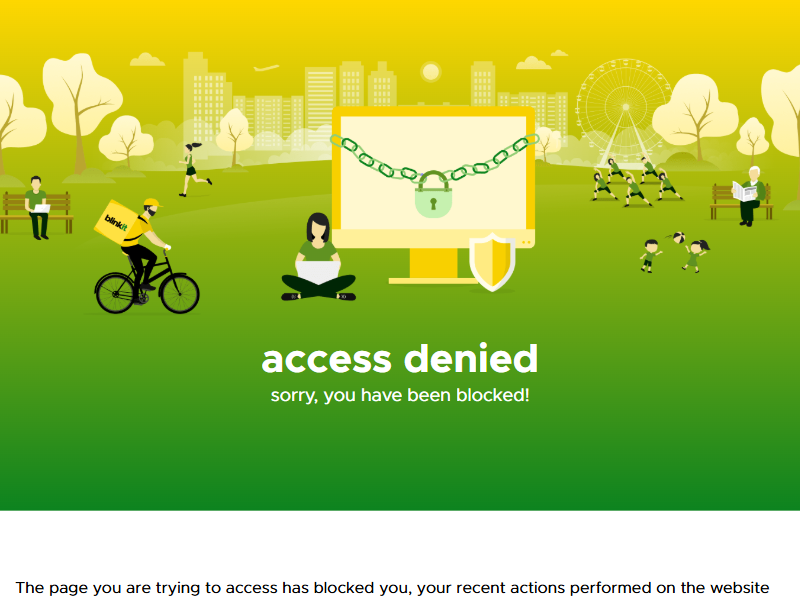 blinkit
access denied
sorry, you have been blocked!
The page you are trying to access has blocked you, your recent actions performed on the website